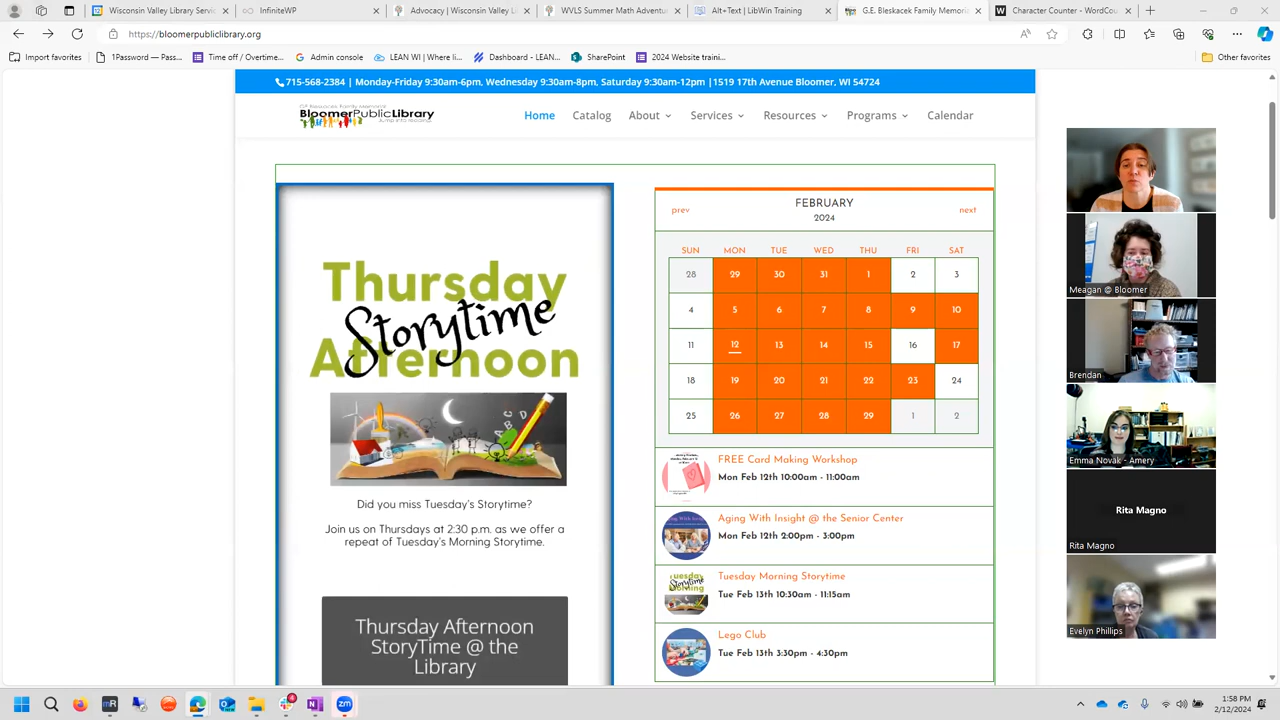 Wisconsin Valley Library Servi
InfiniteWP
Advocacy Webinars - WVLS
WVLS Summer Math Adventur
Alt+Text | LibWin Training
G.E. Bleskacek Family Memoria
Character Counter - WordCou
https://bloomerpubliclibrary.org
Import favorites
1Password — Pass...
Time off / Overtime...
Admin console
LEAN WI | Where li...
Dashboard - LEAN...
SharePoint
2024 Website traini...
Other favorites
715-568-2384 | Monday-Friday 9:30am-6pm, Wednesday 9:30am-8pm, Saturday 9:30am-12pm |1519 17th Avenue Bloomer, WI 54724
BloomerPublicLibrary
Home Catalog About Services Resources Programs Calendar
Thursday
Storytime
Afternoon
A B C D
Did you miss Tuesday's Storytime?
Join us on Thursdays at 2:30 p.m. as we offer a
repeat of Tuesday's Morning Storytime.
Thursday Afternoon
StoryTime @ the
Library
prev FEBRUARY next
2024
SUN MON TUE WED THU FRI SAT
28 29 30 31 1 2 3
4 5 6 7 8 9 10
11 12 13 14 15 16 17
18 19 20 21 22 23 24
25 26 27 28 29 1 2
FREE Card Making Workshop
Mon Feb 12th 10:00am - 11:00am
Aging With Insight @ the Senior Center
Mon Feb 12th 2:00pm - 3:00pm
Tuesday Morning Storytime
Tue Feb 13th 10:30am - 11:15am
Lego Club
Tue Feb 13th 3:30pm - 4:30pm
Meagan @ Bloomer
Brendan
Emma Novak - Amery
Rita Magno
Rita Magno
Evelyn Phillips
1:58 PM
2/12/2024